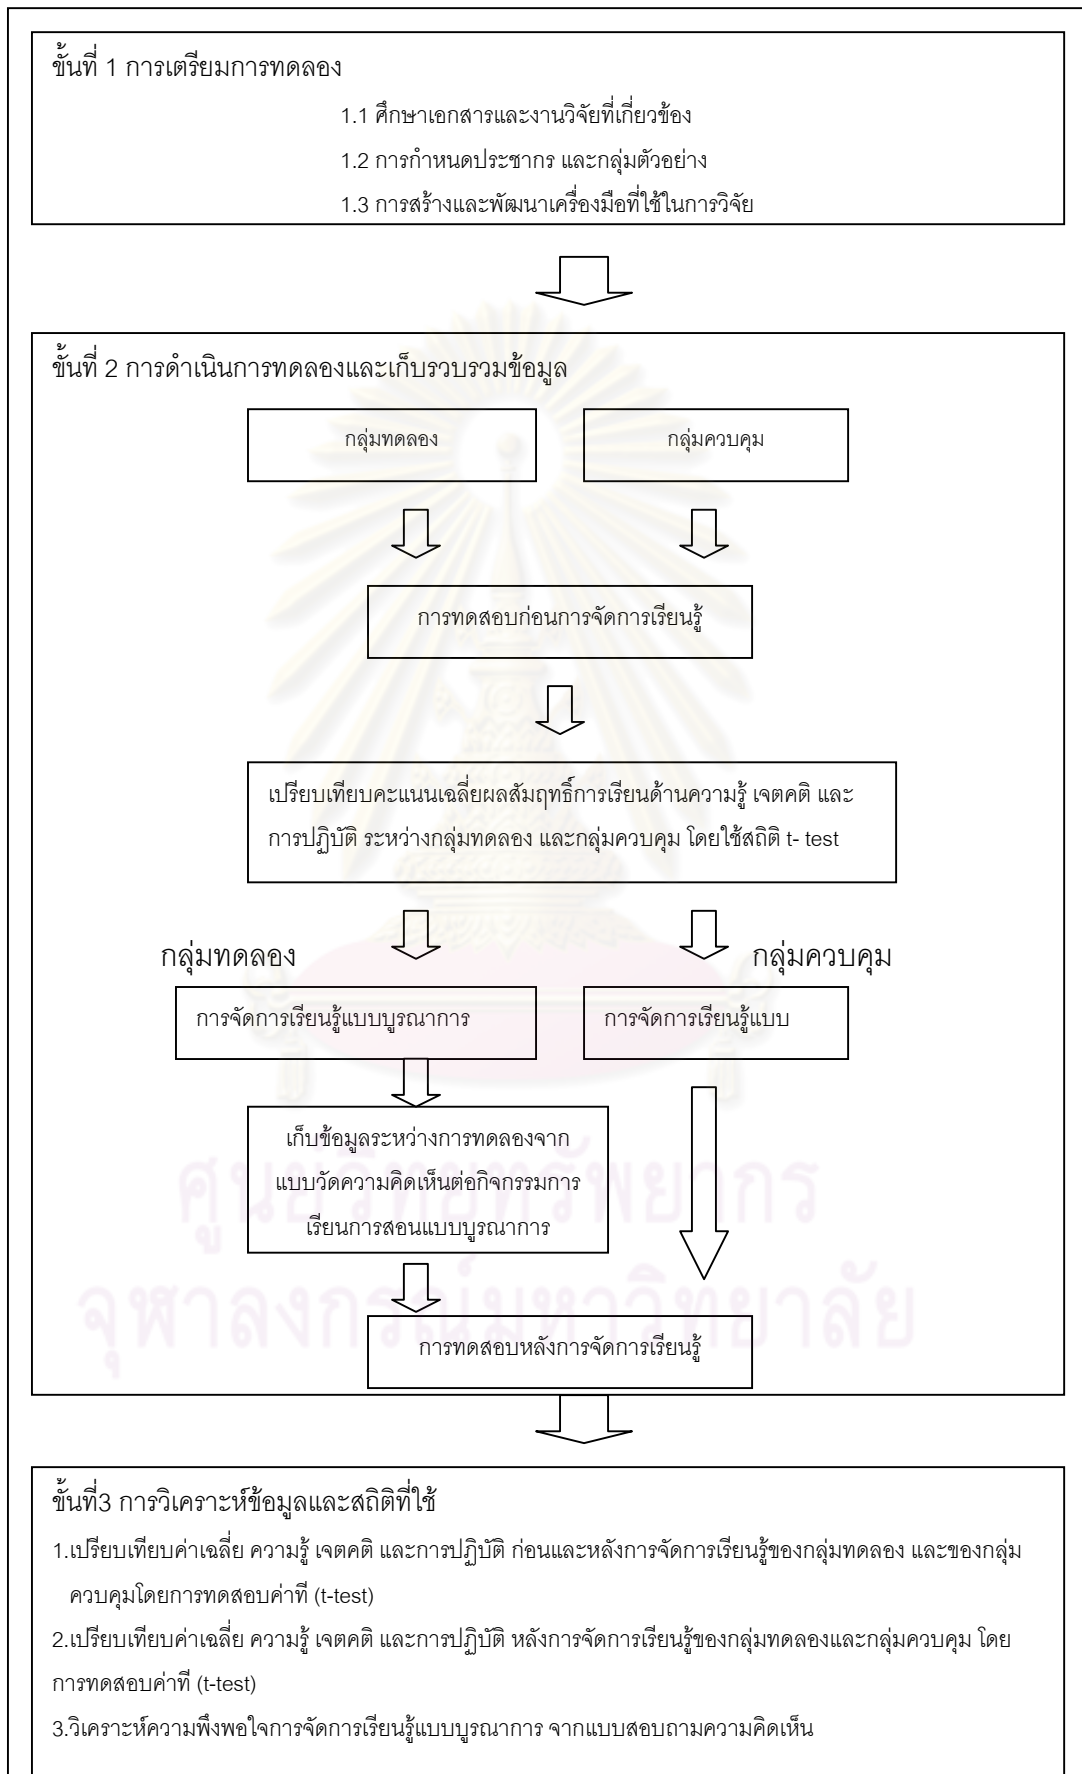 ขั้นที่ 1 การเตรียมการทดลอง
1.1 ศึกษาเอกสารและงานวิจัยที่เกี่ยวข้อง
1.2 การกำหนดประชากร และกลุ่มตัวอย่าง
1.3 การสร้างและพัฒนาเครื่องมือที่ใช้ในการวิจัย
ขั้นที่ 2 การดำเนินการทดลองและเก็บรวบรวมข้อมูล
กลุ่มทดลอง
กลุ่มควบคุม
การทดสอบก่อนการจัดการเรียนรู้
เปรียบเทียบคะแนนเฉลี่ยผลสัมฤทธิ์การเรียนด้านความรู้ เจตคติ และ
การปฏิบัติ ระหว่างกลุ่มทดลอง และกลุ่มควบคุม โดยใช้สถิติ t- test
กลุ่มทดลอง
กลุ่มควบคุม
การจัดการเรียนรู้แบบบูรณาการ
การจัดการเรียนรู้แบบ
เก็บข้อมูลระหว่างการทดลองจาก
แบบวัดความคิดเห็นต่อกิจกรรมการ
เรียนการสอนแบบบูรณาการ
ศูนย์วิทยทรัพยากร
จุฬาลงกรณ์มหาวิทยาลัย
การทดสอบหลังการจัดการเรียนรู้
ขั้นที่3 การวิเคราะห์ข้อมูลและสถิติที่ใช้
1.เปรียบเทียบค่าเฉลี่ย ความรู้ เจตคติ และการปฏิบัติ ก่อนและหลังการจัดการเรียนรู้ของกลุ่มทดลอง และของกลุ่ม
ควบคุมโดยการทดสอบค่าที (t-test)
2.เปรียบเทียบค่าเฉลี่ย ความรู้ เจตคติ และการปฏิบัติ หลังการจัดการเรียนรู้ของกลุ่มทดลองและกลุ่มควบคุม โดย
การทดสอบค่าที (t-test)
3.วิเคราะห์ความพึงพอใจการจัดการเรียนรู้แบบบูรณาการ จากแบบสอบถามความคิดเห็น